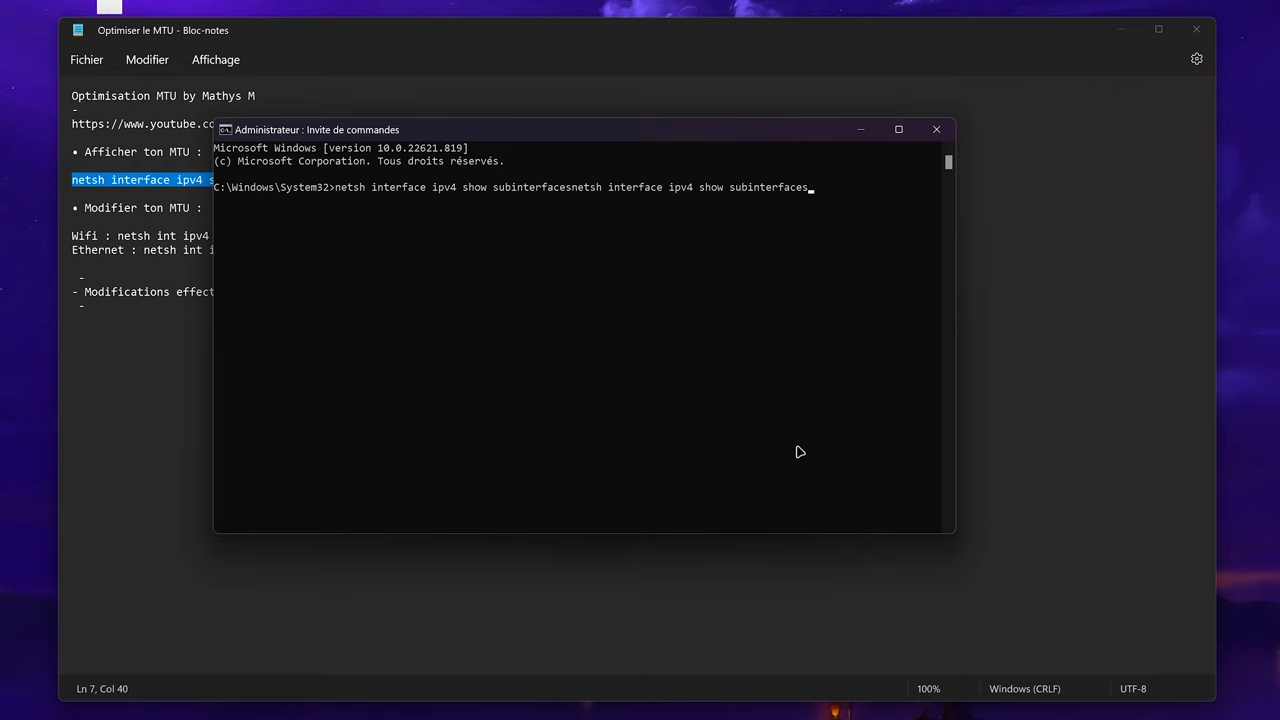 Optimiser le MTU - Bloc-notes
Fichier
Modifier
Affichage
Optimisation MTU by Mathys M
-
https://www.youtube.co
• Afficher ton MTU :
netsh interface ipv4 s
• Modifier ton MTU :
Wifi : netsh int ipv4
Ethernet : netsh int i
-
- Modifications effect
-
Administrateur : Invite de commandes
Microsoft Windows [version 10.0.22621.819]
(c) Microsoft Corporation. Tous droits réservés.
C:\Windows\System32>netsh interface ipv4 show subinterfacesnetsh interface ipv4 show subinterfaces
Ln 7, Col 40
100%
Windows (CRLF)
UTF-8